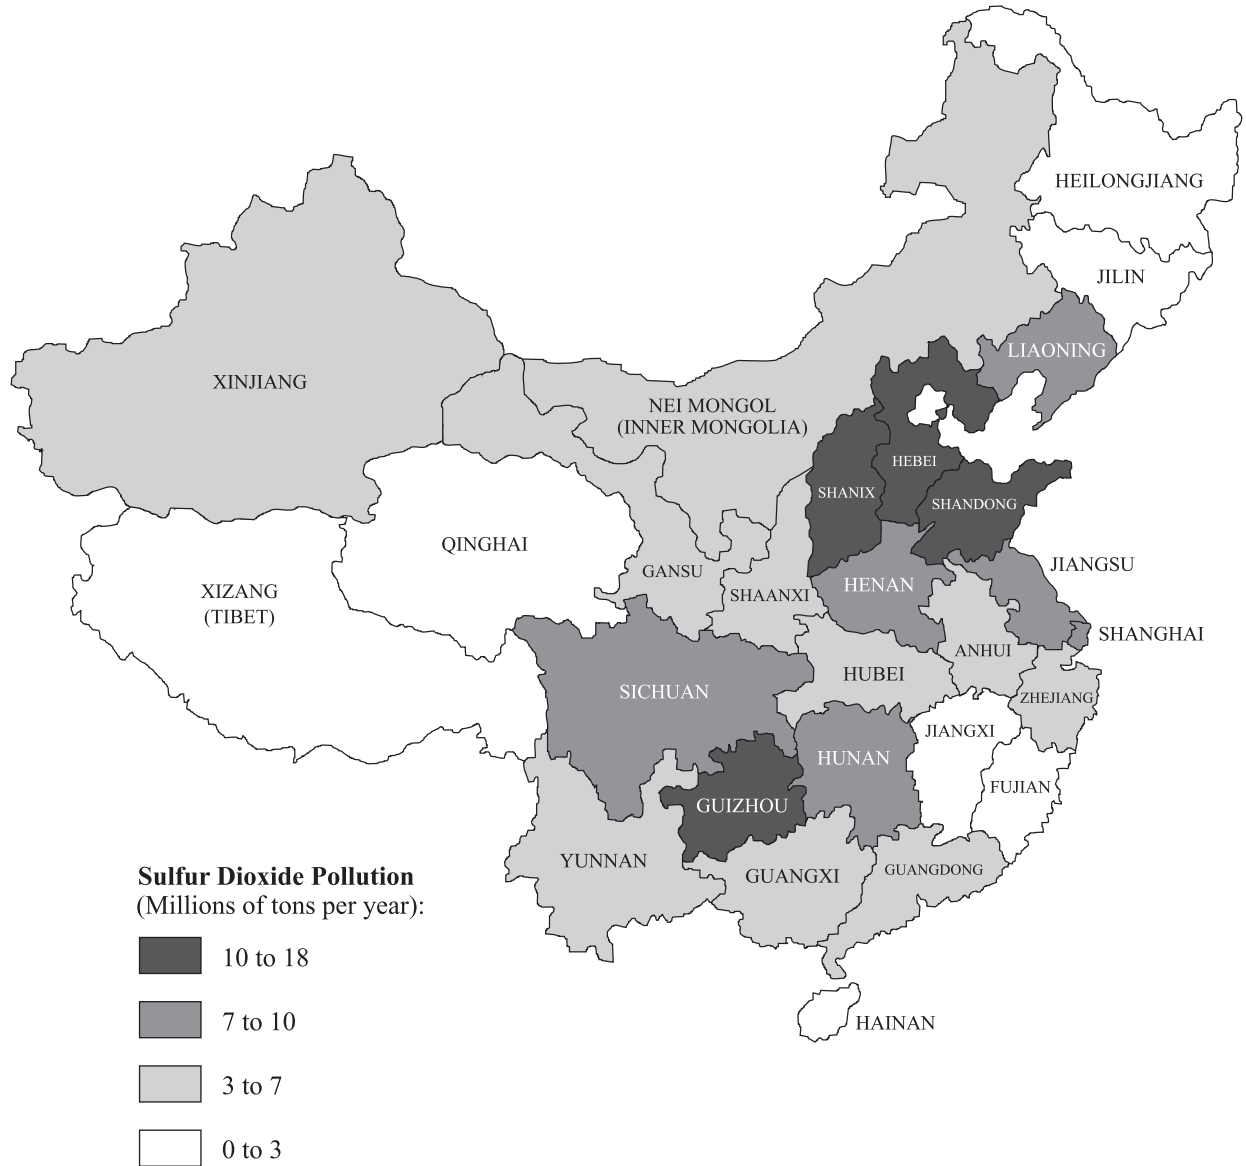 HEILONGJIANG
JILIN
LIAONING
XINJIANG
NEI MONGOL
(INNER MONGOLIA)
HEBEI
SHANIX
SHANDONG
QINGHAI
GANSU
JIANGSU
XIZANG
(TIBET)
SHAANXI
HENAN
SHANGHAI
ANHUI
SICHUAN
HUBEI
ZHEJIANG
JIANGXI
HUNAN
FUJIAN
GUIZHOU
YUNNAN
GUANGXI
GUANGDONG
HAINAN
Sulfur Dioxide Pollution
(Millions of tons per year):
10 to 18
7 to 10
3 to 7
0 to 3